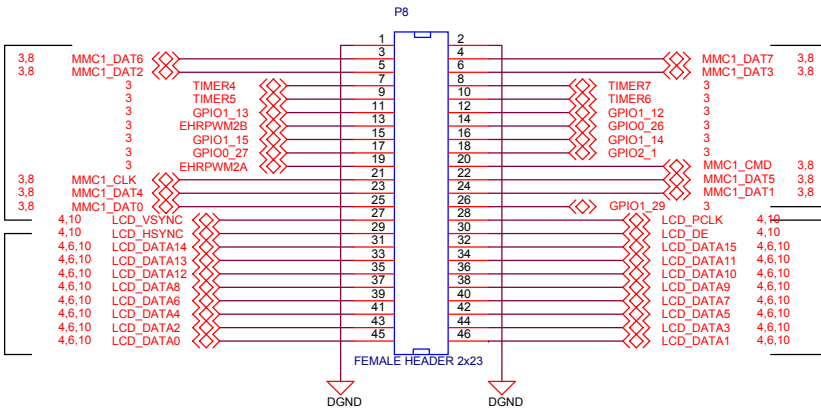 P8
1 2
3,8 MMC1_DAT6 3 4 MMC1_DAT7 3,8
3,8 MMC1_DAT2 5 6 MMC1_DAT3 3,8
3 TIMER4 7 8 TIMER7 3
3 TIMER5 9 10 TIMER6 3
3 GPIO1_13 11 12 GPIO1_12 3
3 EHRPWM2B 13 14 GPIO0_26 3
3 GPIO1_15 15 16 GPIO1_14 3
3 GPIO0_27 17 18 GPIO2_1 3
3 EHRPWM2A 19 20 MMC1_CMD 3,8
3,8 MMC1_CLK 21 22 MMC1_DAT5 3,8
3,8 MMC1_DAT4 23 24 MMC1_DAT1 3,8
3,8 MMC1_DAT0 25 26 GPIO1_29 3
4,10 LCD_VSYNC 27 28 LCD_PCLK 4,10
4,10 LCD_HSYNC 29 30 LCD_DE 4,10
4,6,10 LCD_DATA14 31 32 LCD_DATA15 4,6,10
4,6,10 LCD_DATA13 33 34 LCD_DATA11 4,6,10
4,6,10 LCD_DATA12 35 36 LCD_DATA10 4,6,10
4,6,10 LCD_DATA8 37 38 LCD_DATA9 4,6,10
4,6,10 LCD_DATA6 39 40 LCD_DATA7 4,6,10
4,6,10 LCD_DATA4 41 42 LCD_DATA5 4,6,10
4,6,10 LCD_DATA2 43 44 LCD_DATA3 4,6,10
4,6,10 LCD_DATA0 45 46 LCD_DATA1 4,6,10
FEMALE HEADER 2x23
DGND DGND